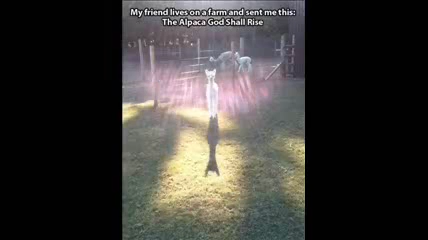 My friend lives on a farm and sent me this:
The Alpaca God Shall Rise